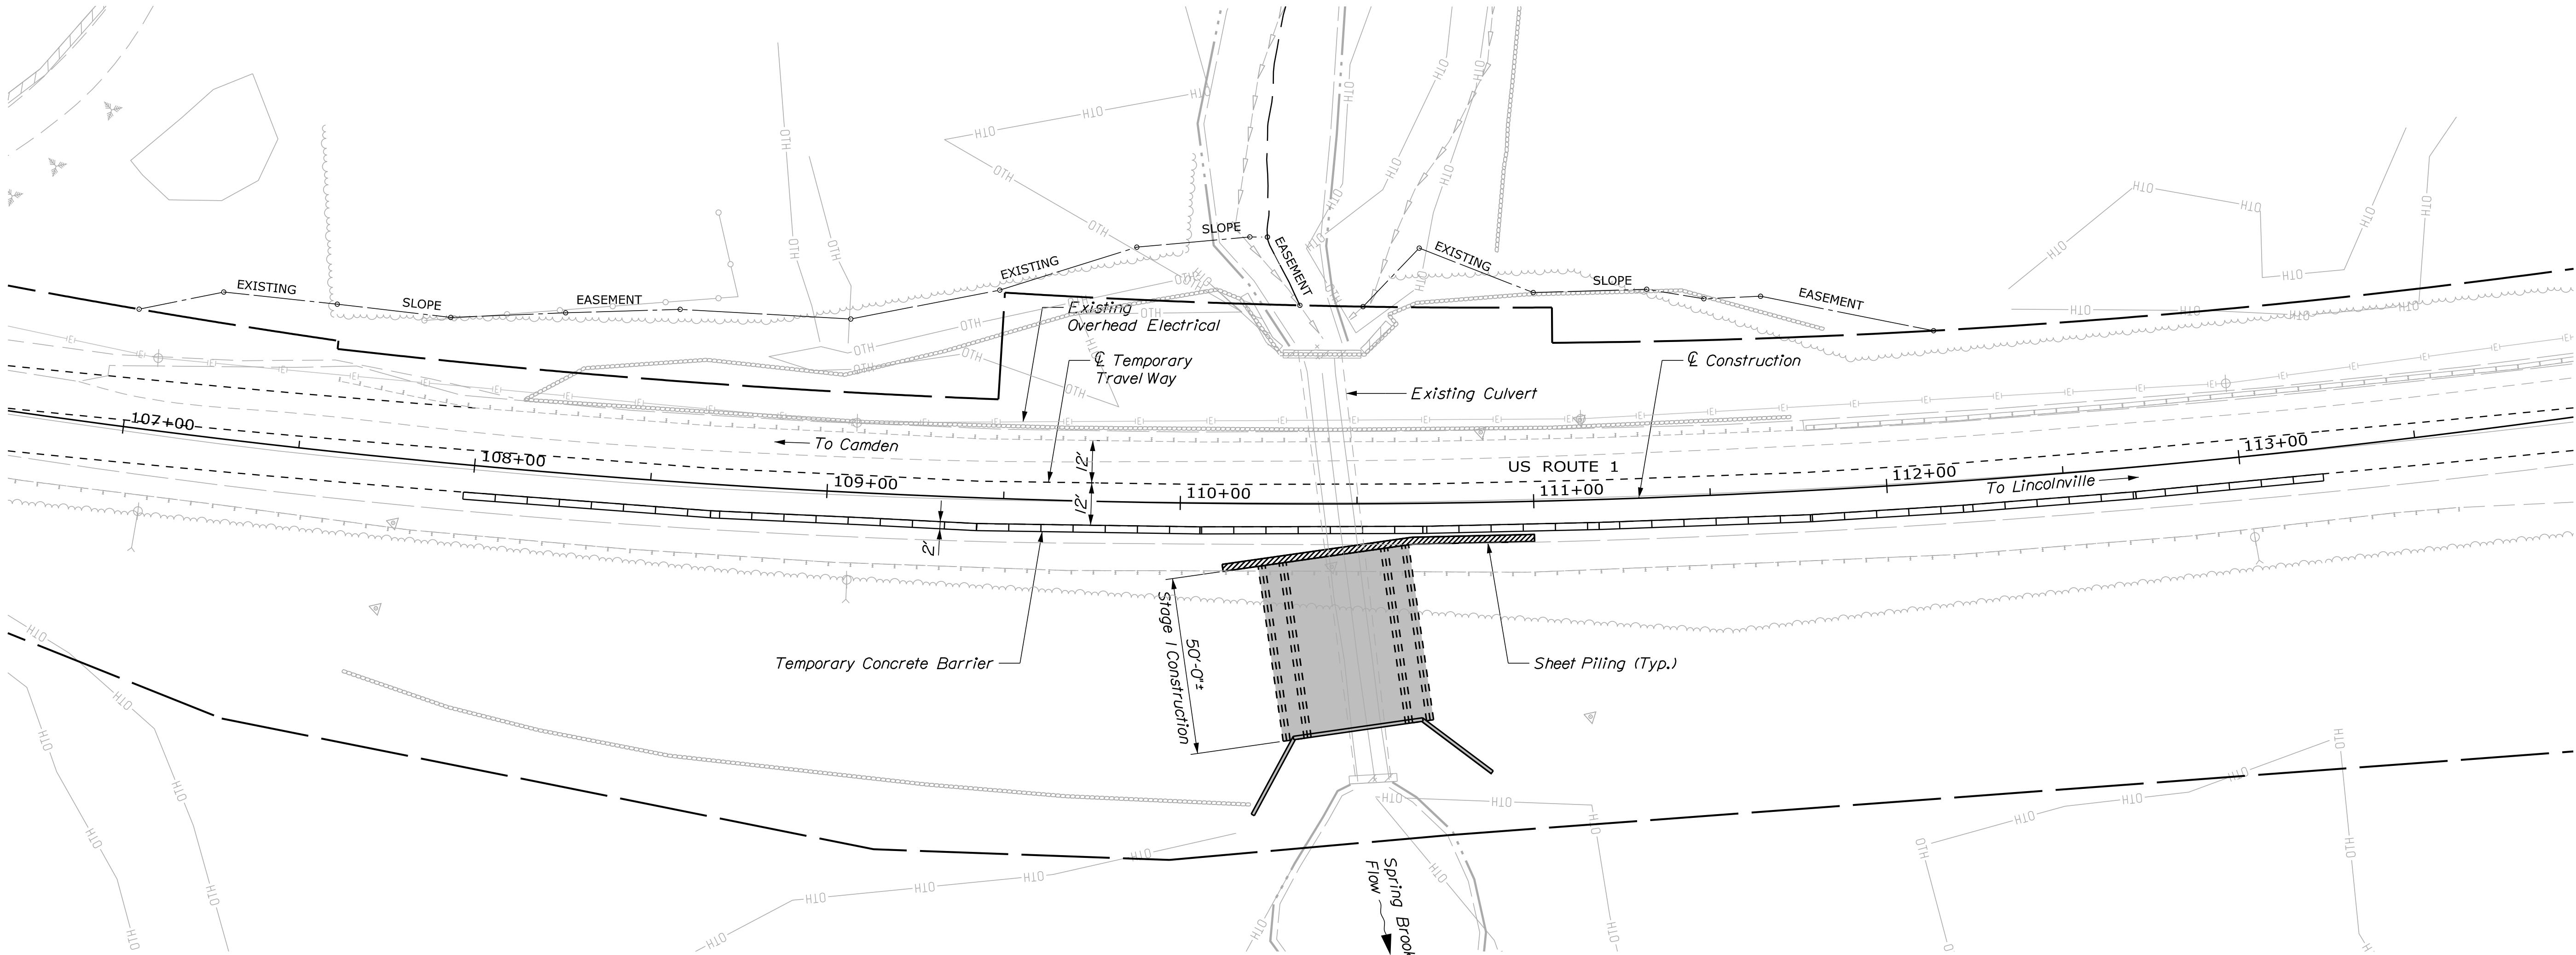 SLOPE
EASEMENT
EXISTING
EXISTING
SLOPE
EASEMENT
EXISTING
SLOPE
EASEMENT
Existing
Overhead Electrical
℄ Temporary
Travel Way
℄ Construction
Existing Culvert
To Camden
107+00
108+00
109+00
110+00
111+00
112+00
113+00
US ROUTE 1
To Lincolnville
12'
12'
2'
Temporary Concrete Barrier
Sheet Piling (Typ.)
50'-0"±
Stage I Construction
Spring Brook
Flow
OTH
E